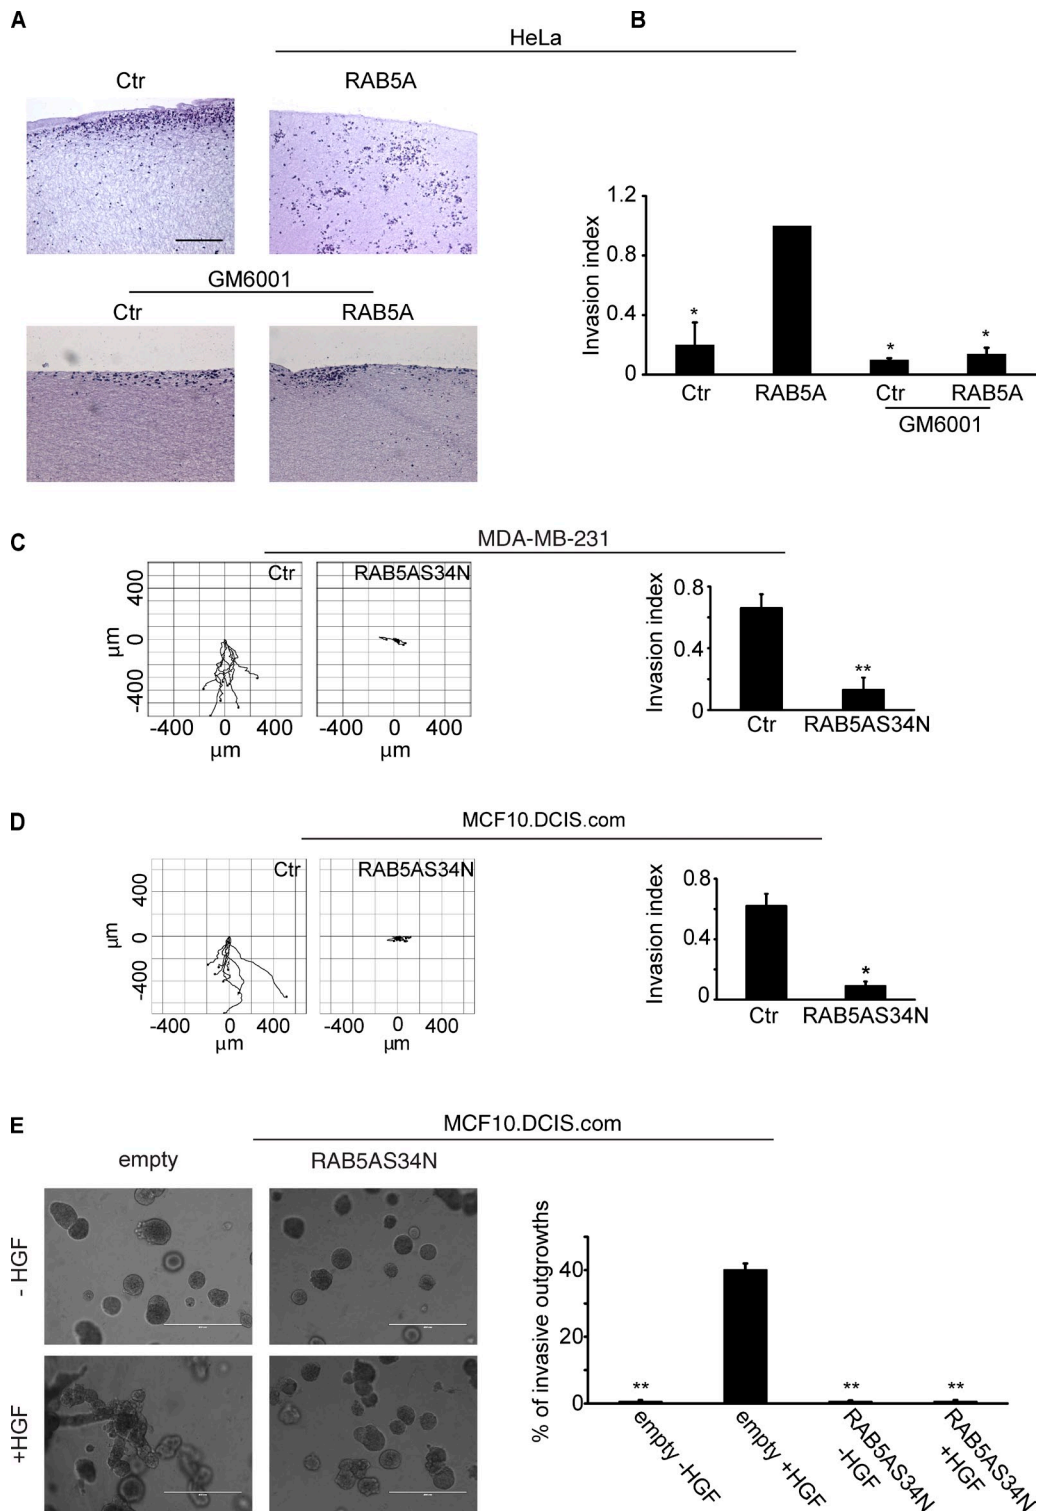 A
B
HeLa
Ctr
RAB5A
GM6001
Ctr
RAB5A
Invasion index
1.2
0.8
0.4
0
*
*
*
Ctr
RAB5A
Ctr
RAB5A
GM6001
C
MDA-MB-231
Ctr
RAB5AS34N
µm
400
0
-400
-400 0 400
µm
-400 0 400
µm
Invasion index
0.8
0.4
0
**
Ctr
RAB5AS34N
D
MCF10.DCIS.com
Ctr
RAB5AS34N
µm
400
0
-400
-400 0 400
µm
-400 0 400
µm
Invasion index
0.8
0.4
0
*
Ctr
RAB5AS34N
E
MCF10.DCIS.com
empty
RAB5AS34N
- HGF
+HGF
% of invasive outgrowths
40
20
0
**
**
**
empty -HGF
empty +HGF
RAB5AS34N
-HGF
RAB5AS34N
+HGF